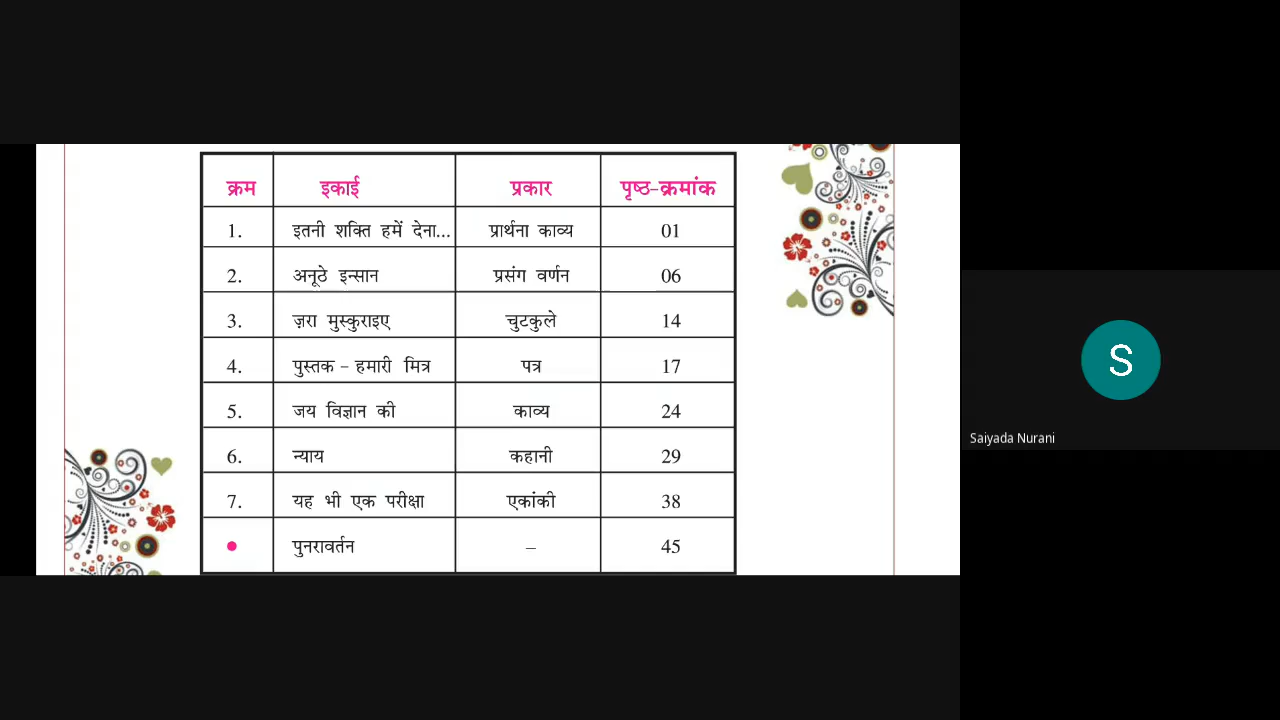 क्रम इकाई प्रकार पृष्ठ-क्रमांक
1. इतनी शक्ति हमें देना... प्रार्थना काव्य 01
2. अनूठे इन्सान प्रसंग वर्णन 06
3. ज़रा मुस्कुराइए चुटकुले 14
4. पुस्तक - हमारी मित्र पत्र 17
5. जय विज्ञान की काव्य 24
6. न्याय कहानी 29
7. यह भी एक परीक्षा एकांकी 38
• पुनरावर्तन – 45
S
Saiyada Nurani